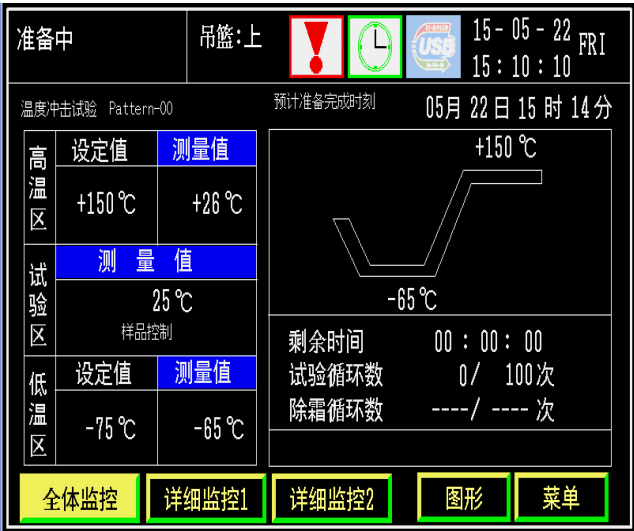 准备中 吊篮:上 USB 15-05-22 FRI
15:10:10
温度冲击试验 Pattern-00 预计准备完成时刻 05月22日15时14分
高温区 设定值 测量值
+150℃ +26℃
试验区 测量值
25℃
样品控制
低温区 设定值 测量值
-75℃ -65℃
+150℃
-65℃
剩余时间 00:00:00
试验循环数 0/ 100次
除霜循环数 ----/ ---- 次
全体监控 详细监控1 详细监控2 图形 菜单